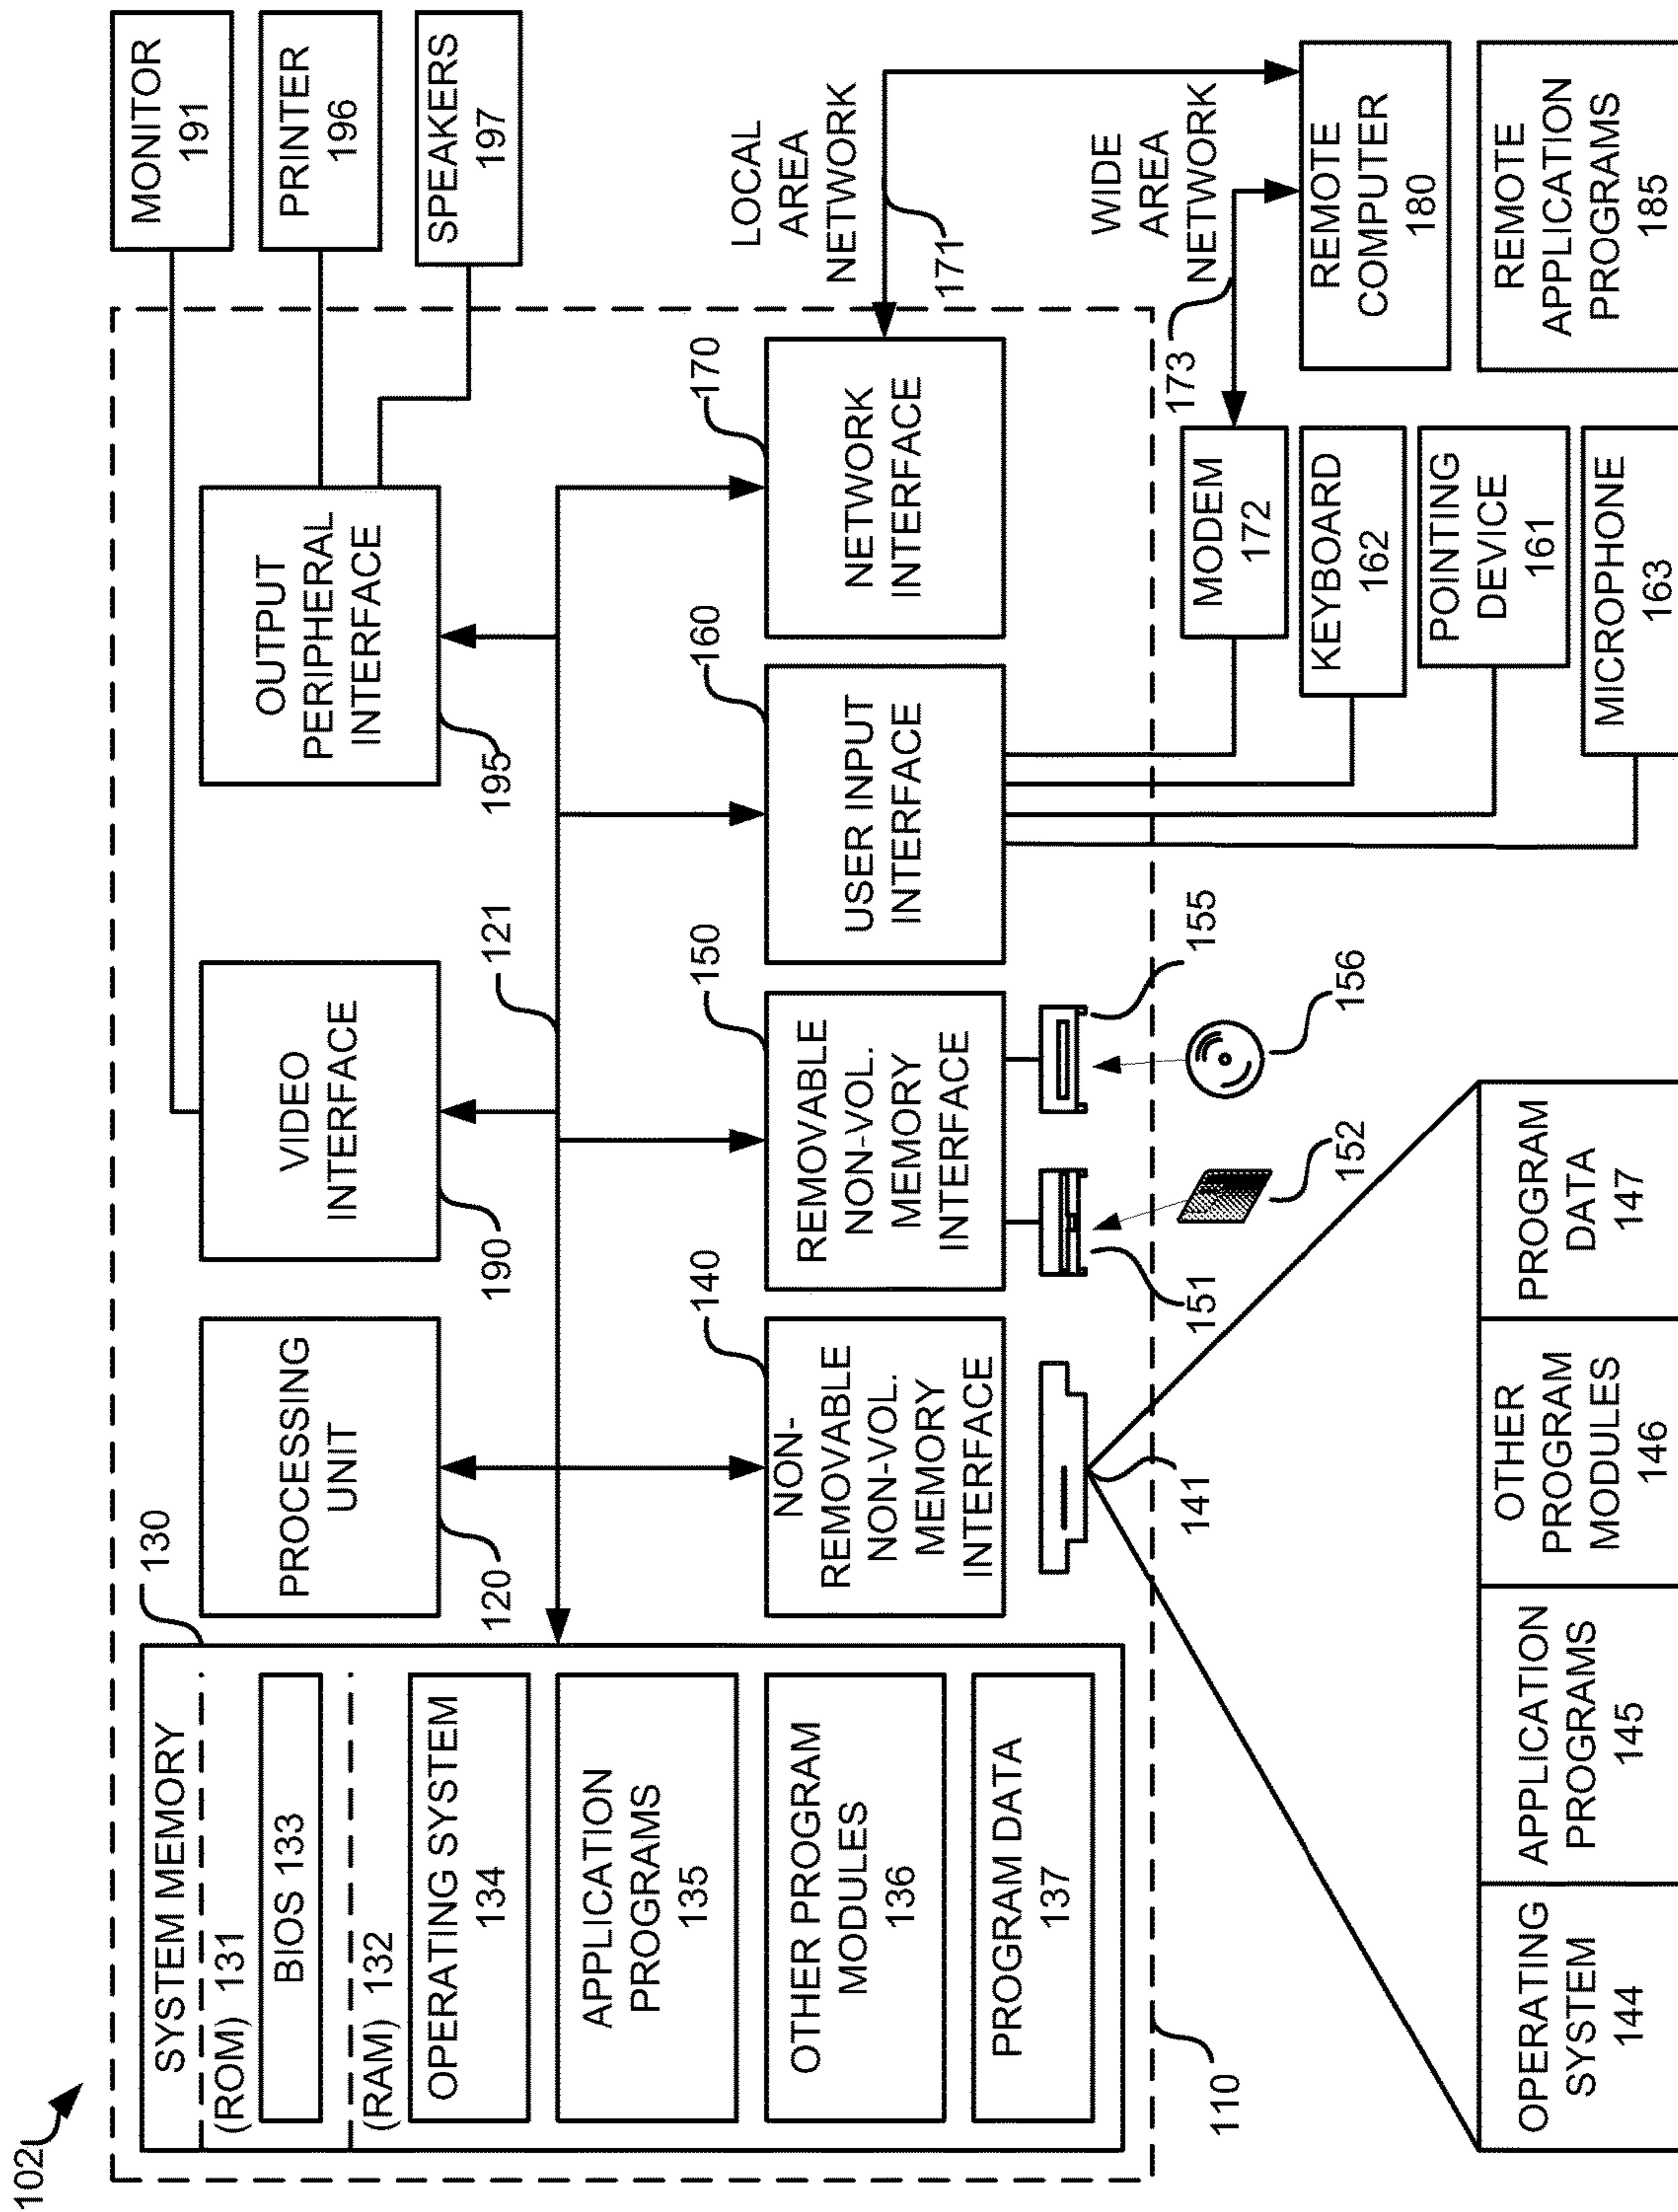 102
SYSTEM MEMORY
(ROM) 131
BIOS 133
(RAM) 132
OPERATING SYSTEM
134
APPLICATION
PROGRAMS
135
OTHER PROGRAM
MODULES
136
PROGRAM DATA
137
130
PROCESSING
UNIT
120
VIDEO
INTERFACE
190
OUTPUT
PERIPHERAL
INTERFACE
195
121
MONITOR
191
PRINTER
196
SPEAKERS
197
140
NON-
REMOVABLE
NON-VOL.
MEMORY
INTERFACE
150
REMOVABLE
NON-VOL.
MEMORY
INTERFACE
160
USER INPUT
INTERFACE
170
NETWORK
INTERFACE
LOCAL
AREA
NETWORK
171
WIDE
AREA
NETWORK
173
110
141
151
152
155
156
MODEM
172
KEYBOARD
162
POINTING
DEVICE
161
MICROPHONE
163
REMOTE
COMPUTER
180
REMOTE
APPLICATION
PROGRAMS
185
OPERATING
SYSTEM
144
APPLICATION
PROGRAMS
145
OTHER
PROGRAM
MODULES
146
PROGRAM
DATA
147